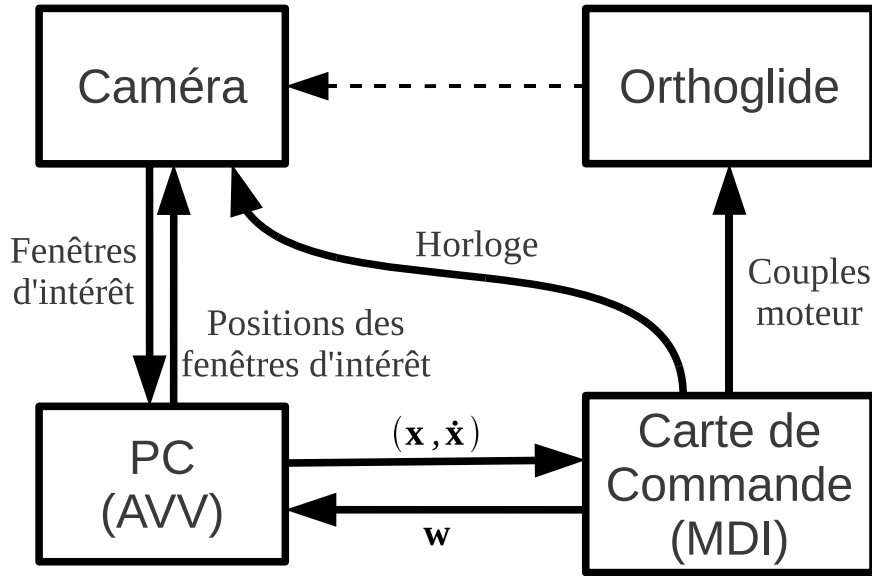 Caméra
Orthoglide
Fenêtres
d'intérêt
Horloge
Couples
moteur
Positions des
fenêtres d'intérêt
PC
(AVV)
(x , ẋ)
w
Carte de
Commande
(MDI)